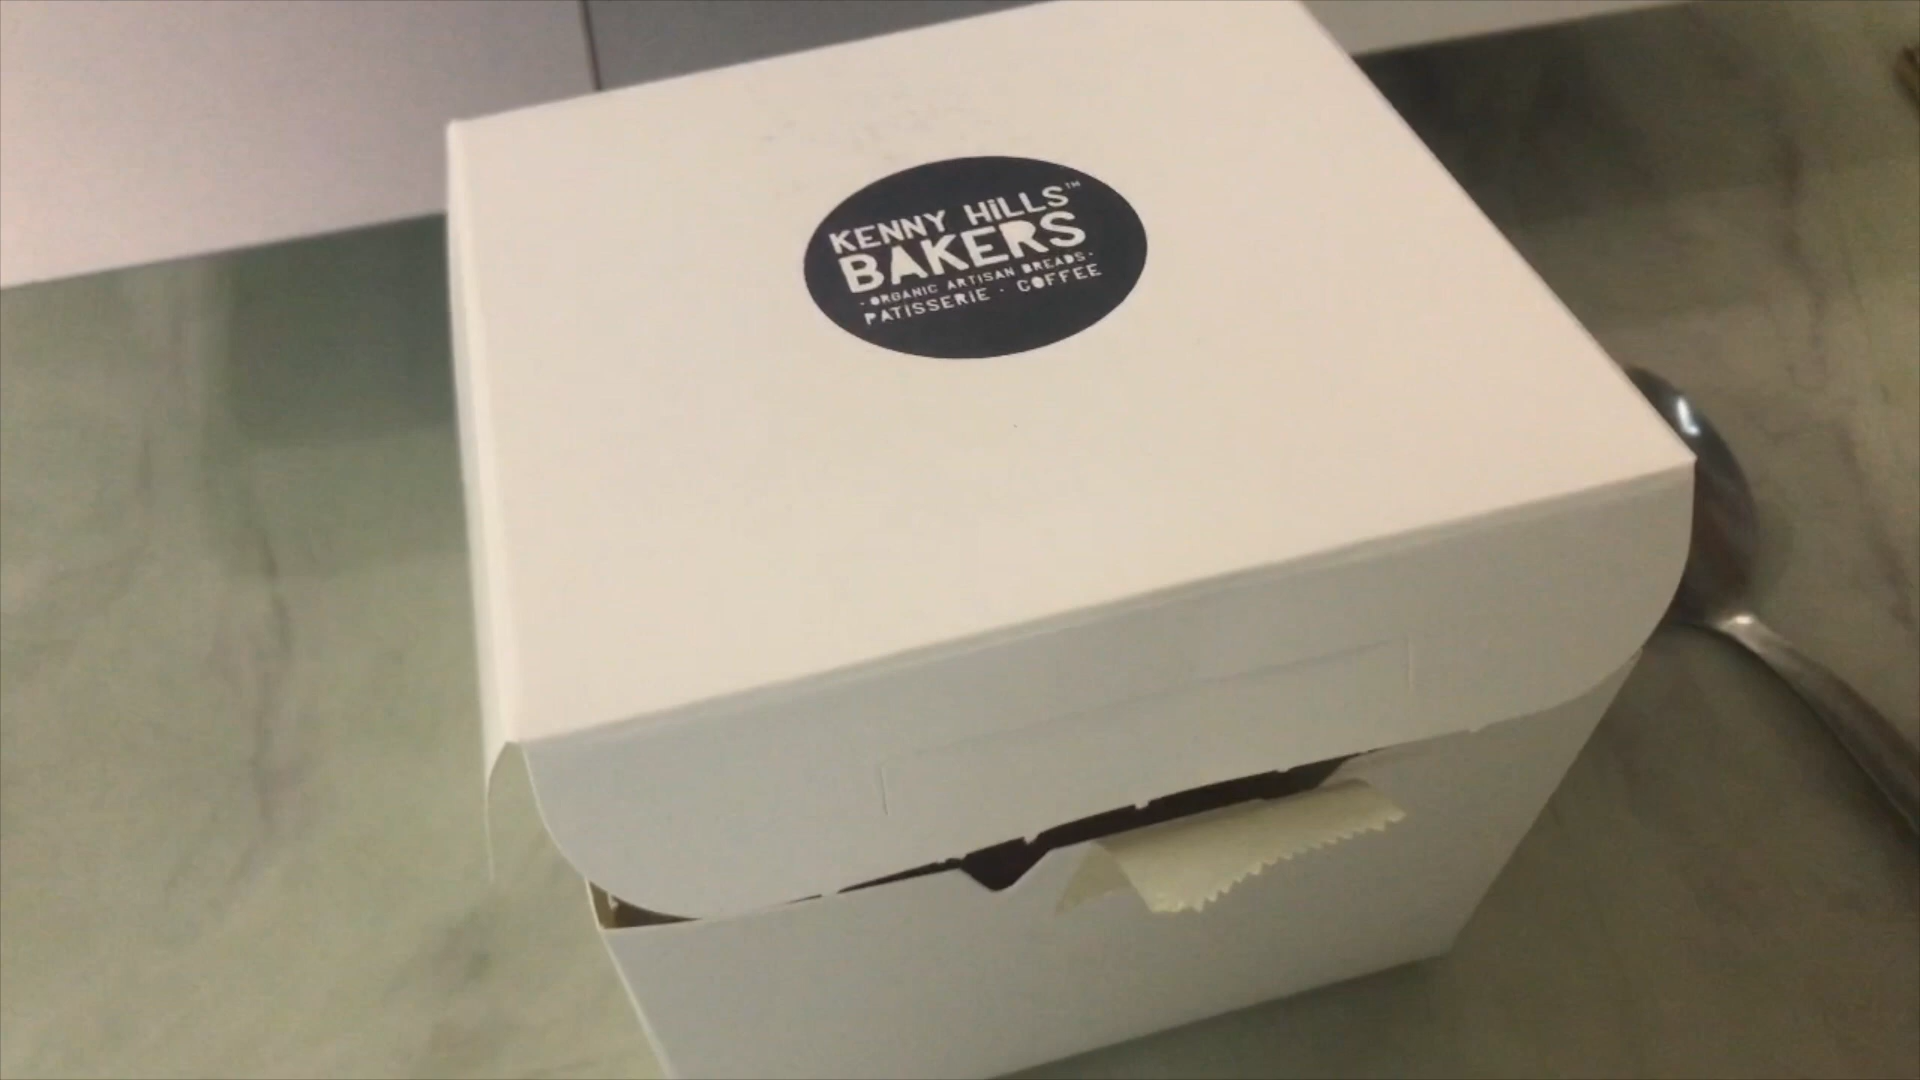 KENNY HiLLS™
BAKERS
· ORGANIC ARTISAN BREADS ·
PATISSERIE · COFFEE